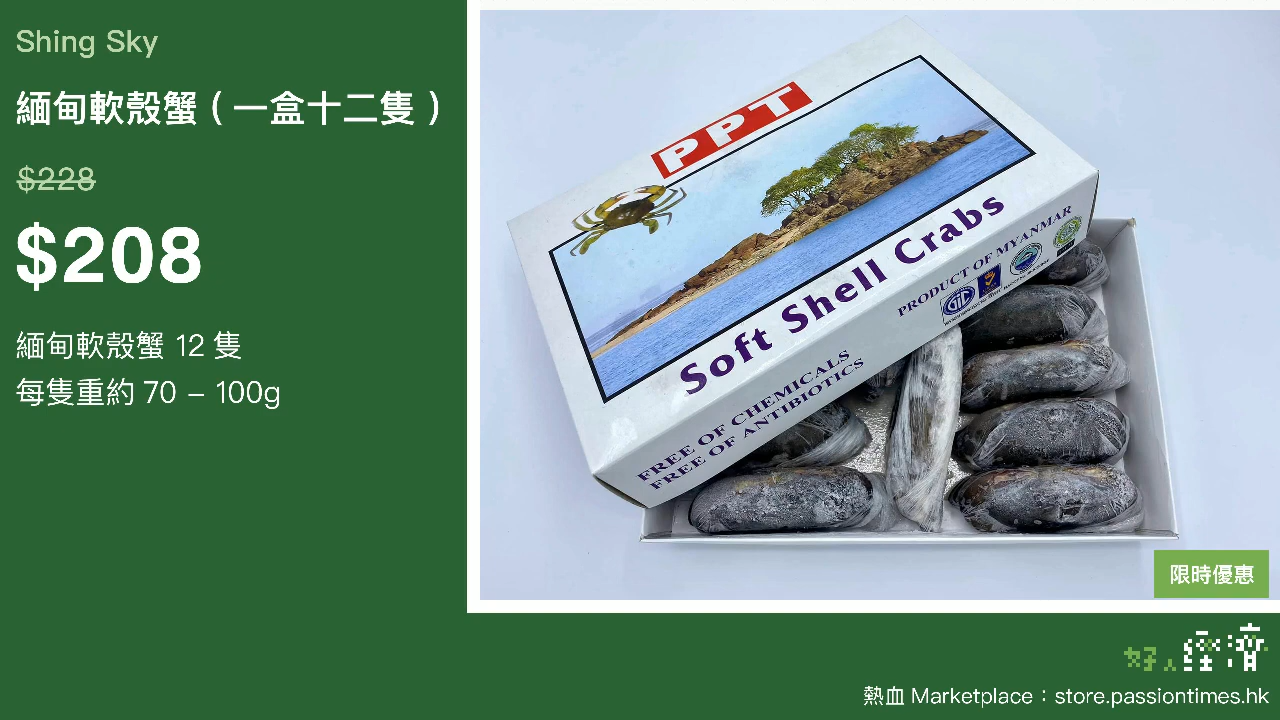 Shing Sky
緬甸軟殼蟹 ( 一盒十二隻 )
$228
$208
緬甸軟殼蟹 12 隻
每隻重約 70 – 100g
PPT
Soft Shell Crabs
PRODUCT OF MYANMAR
FREE OF CHEMICALS
FREE OF ANTIBIOTICS
限時優惠
好人經濟
熱血 Marketplace：store.passiontimes.hk